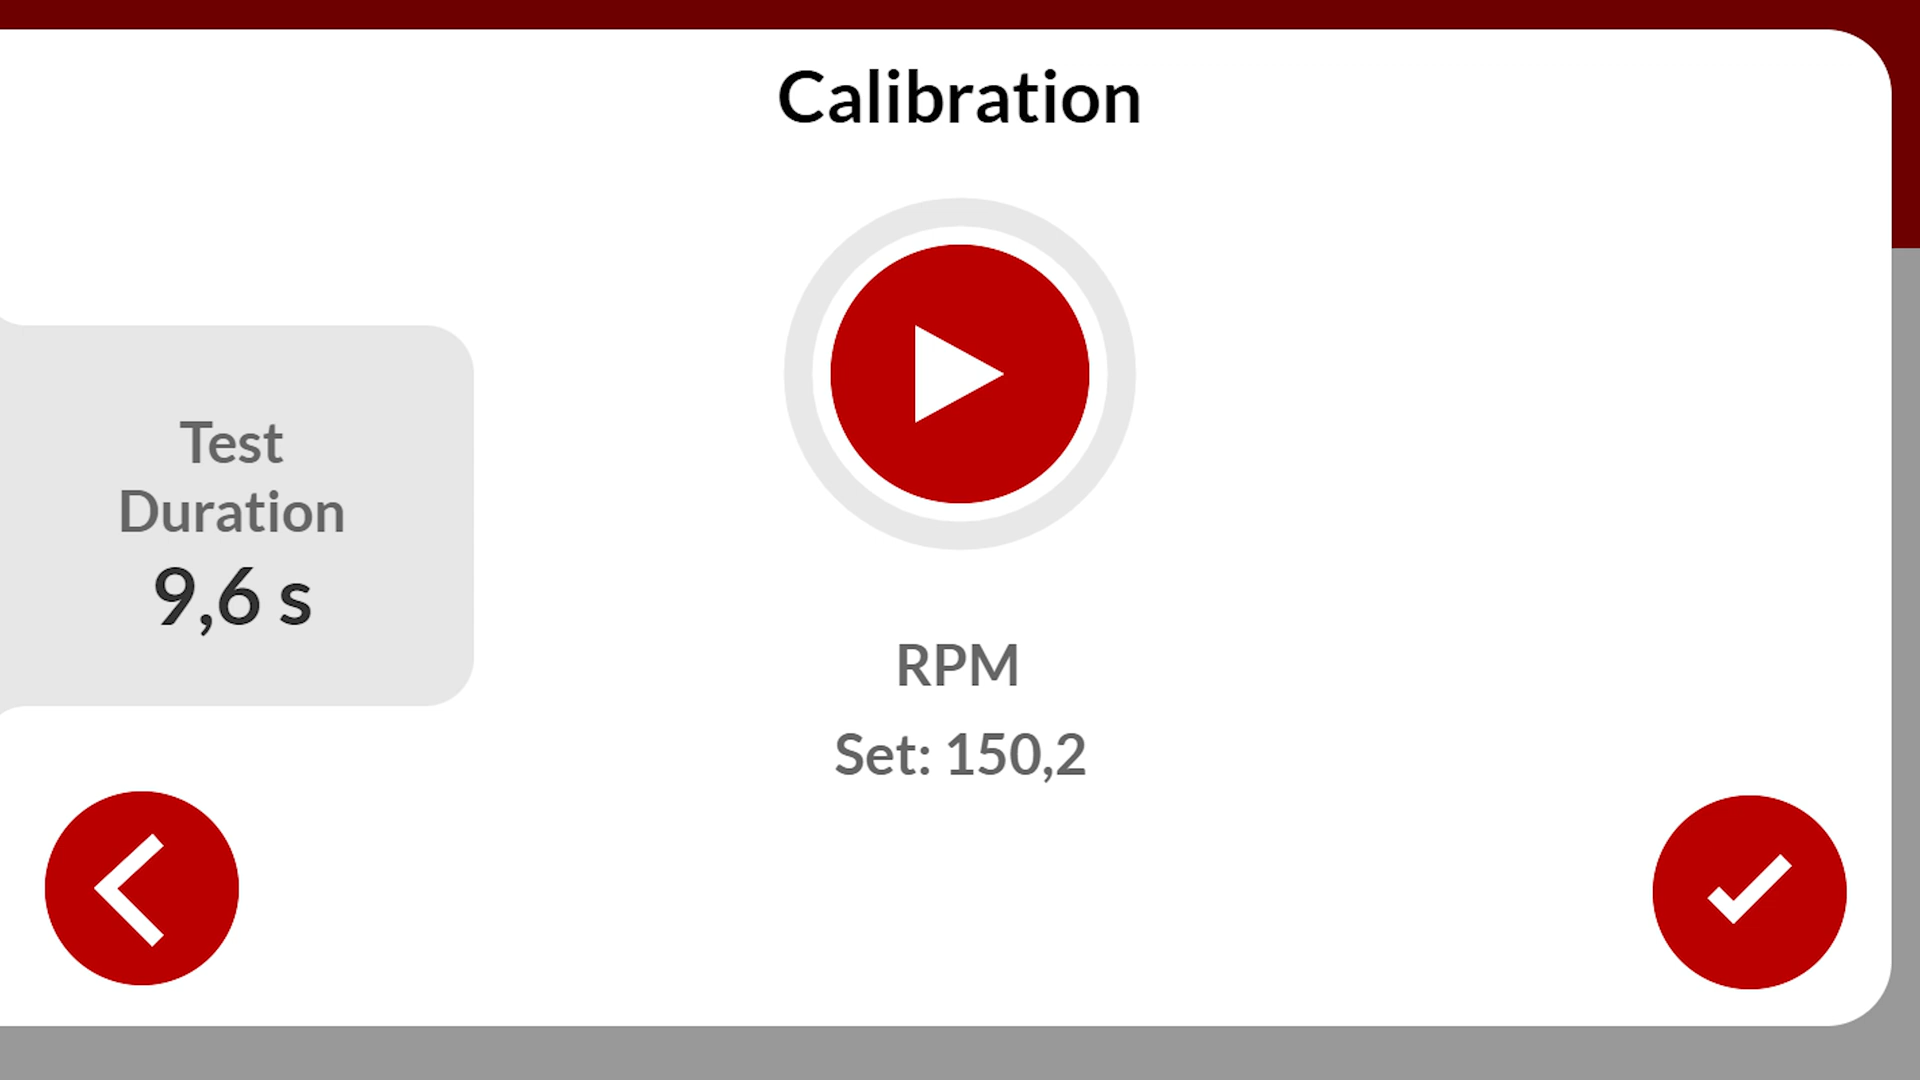 Calibration
Test
Duration
9,6 s
RPM
Set: 150,2